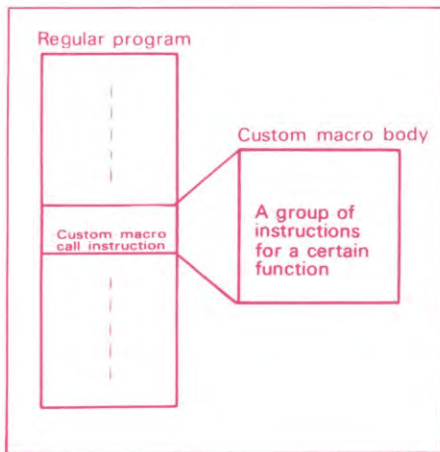 Regular program
Custom macro body
Custom macro
call instruction
A group of
instructions
for a certain
function